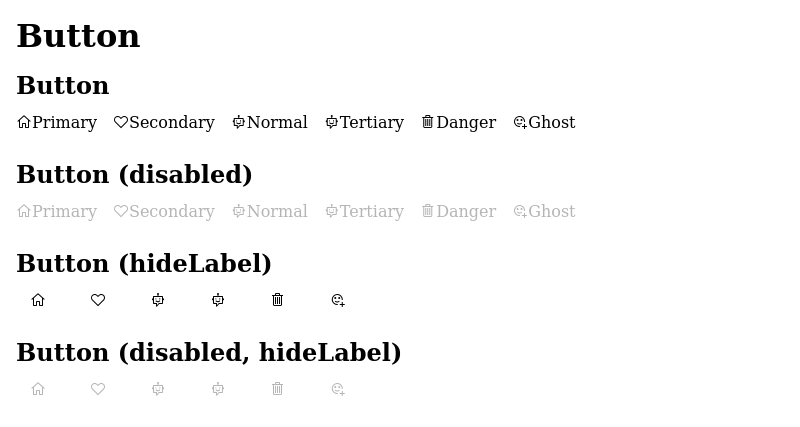 Button
Button
Primary Secondary Normal Tertiary Danger Ghost
Button (disabled)
Primary Secondary Normal Tertiary Danger Ghost
Button (hideLabel)
Button (disabled, hideLabel)